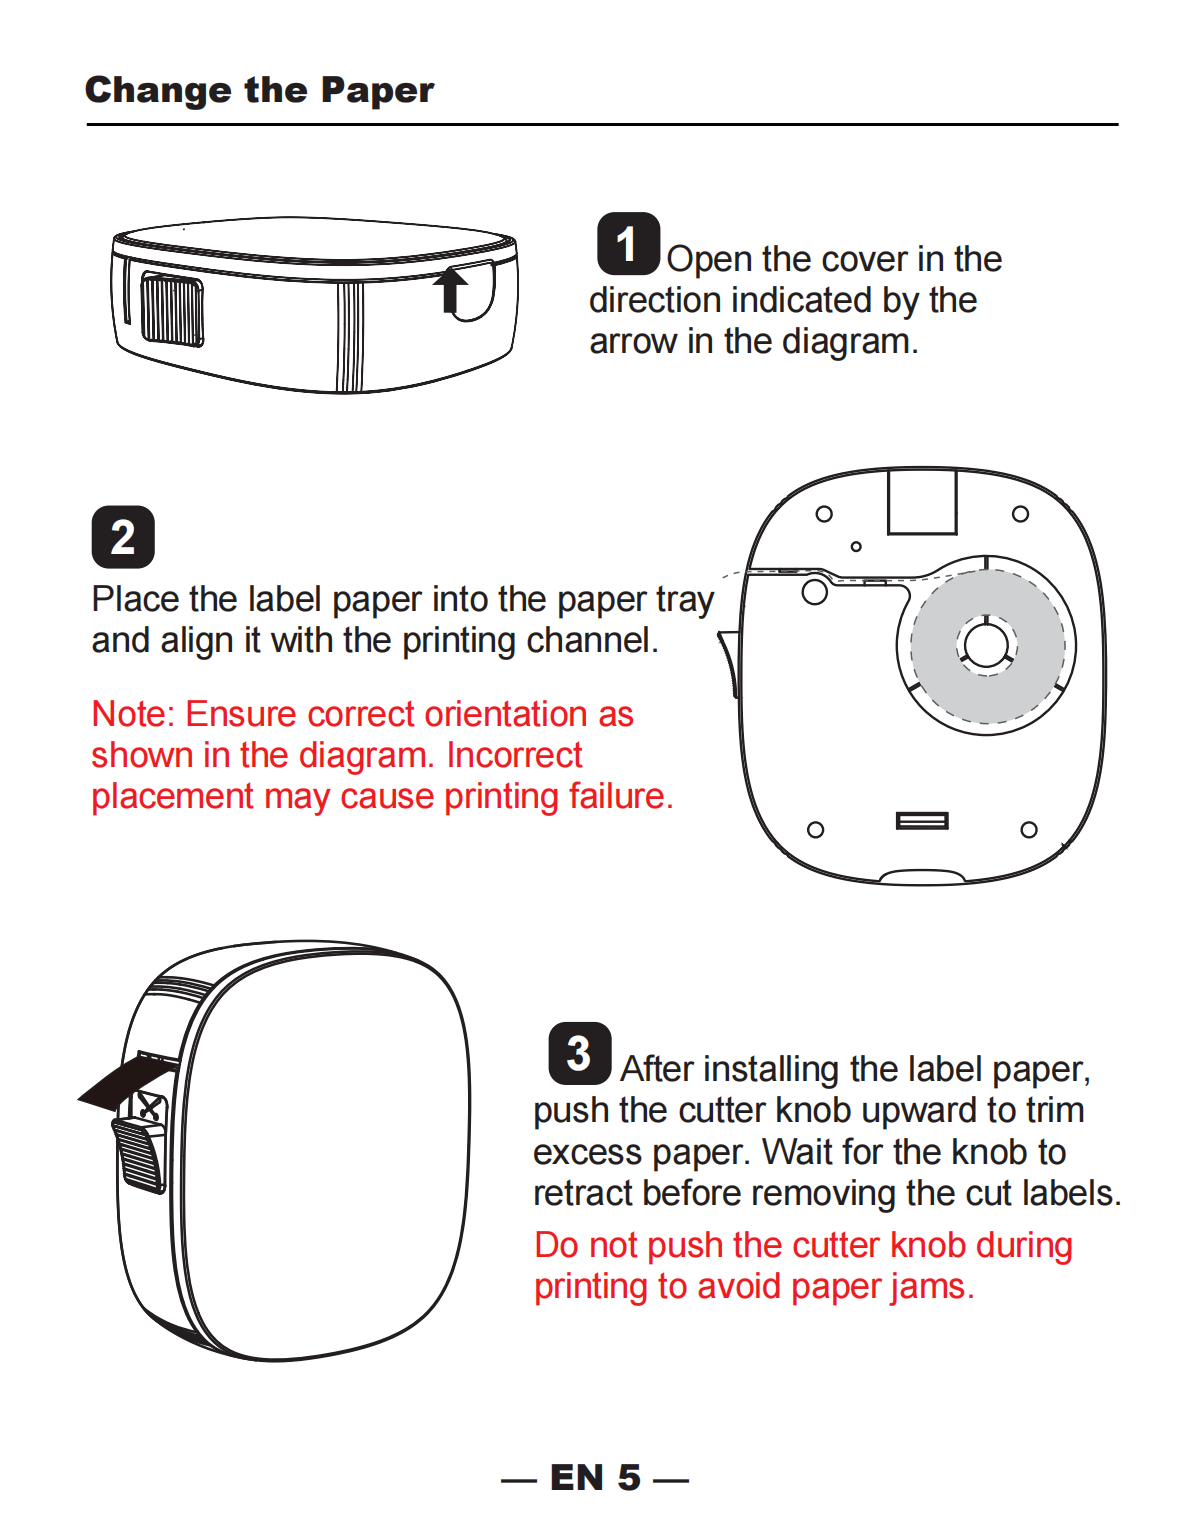 Change the Paper
1 Open the cover in the
direction indicated by the
arrow in the diagram.
2
Place the label paper into the paper tray
and align it with the printing channel.
Note: Ensure correct orientation as
shown in the diagram. Incorrect
placement may cause printing failure.
3 After installing the label paper,
push the cutter knob upward to trim
excess paper. Wait for the knob to
retract before removing the cut labels.
Do not push the cutter knob during
printing to avoid paper jams.
— EN 5 —